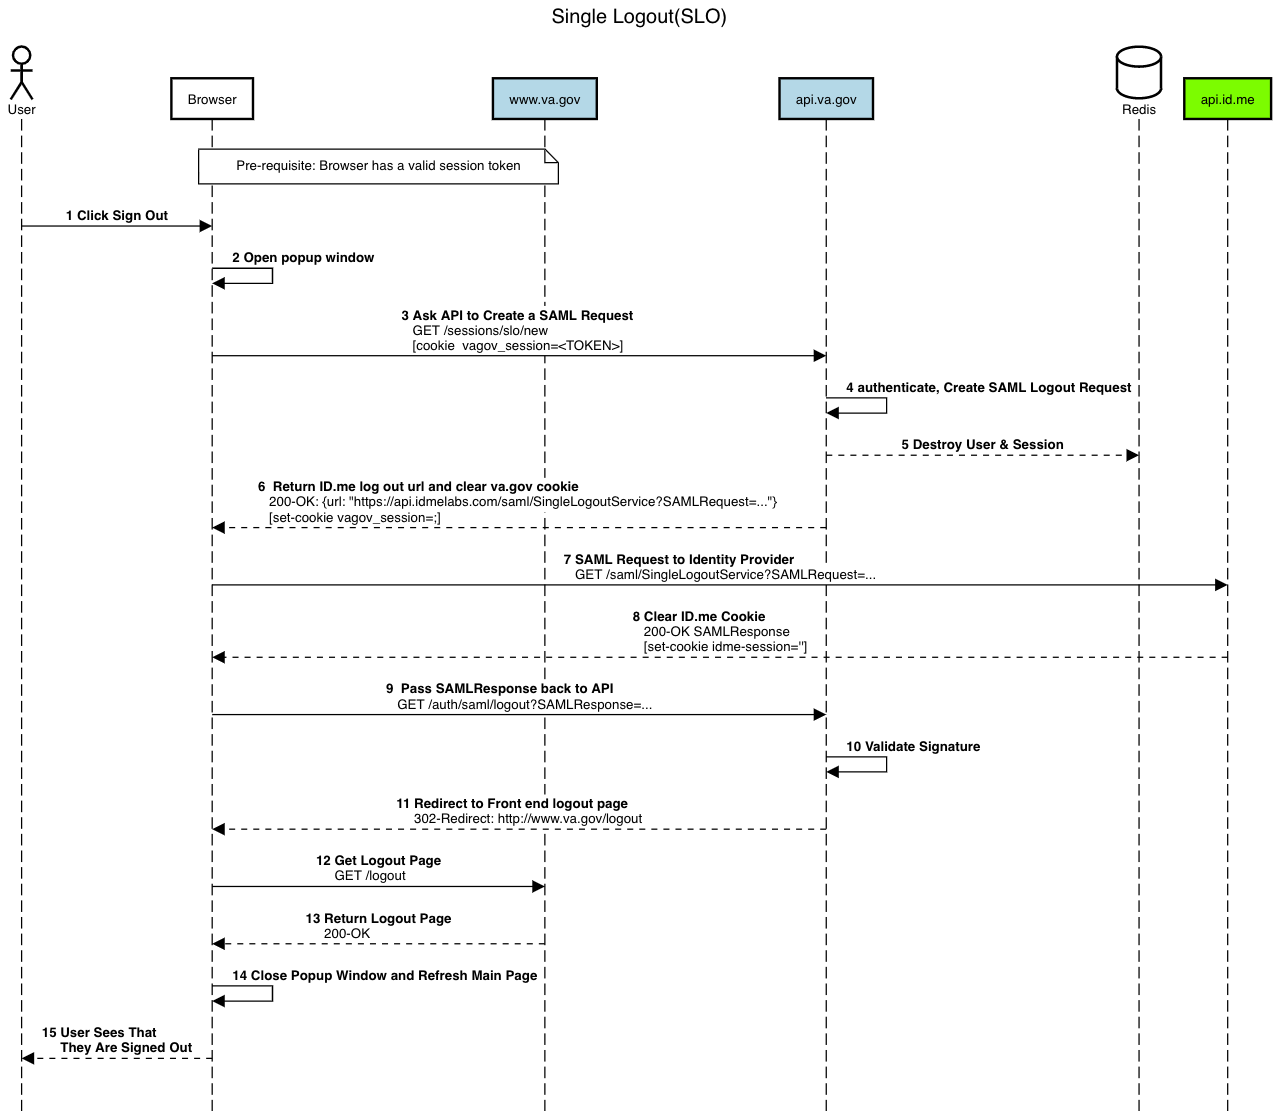 Single Logout(SLO)
User
Browser
www.va.gov
api.va.gov
Redis
api.id.me
Pre-requisite: Browser has a valid session token
1 Click Sign Out
2 Open popup window
3 Ask API to Create a SAML Request
GET /sessions/slo/new
[cookie  vagov_session=<TOKEN>]
4 authenticate, Create SAML Logout Request
5 Destroy User & Session
6  Return ID.me log out url and clear va.gov cookie
200-OK: {url: "https://api.idmelabs.com/saml/SingleLogoutService?SAMLRequest=..."}
[set-cookie vagov_session=;]
7 SAML Request to Identity Provider
GET /saml/SingleLogoutService?SAMLRequest=...
8 Clear ID.me Cookie
200-OK SAMLResponse
[set-cookie idme-session='']
9  Pass SAMLResponse back to API
GET /auth/saml/logout?SAMLResponse=...
10 Validate Signature
11 Redirect to Front end logout page
302-Redirect: http://www.va.gov/logout
12 Get Logout Page
GET /logout
13 Return Logout Page
200-OK
14 Close Popup Window and Refresh Main Page
15 User Sees That
They Are Signed Out